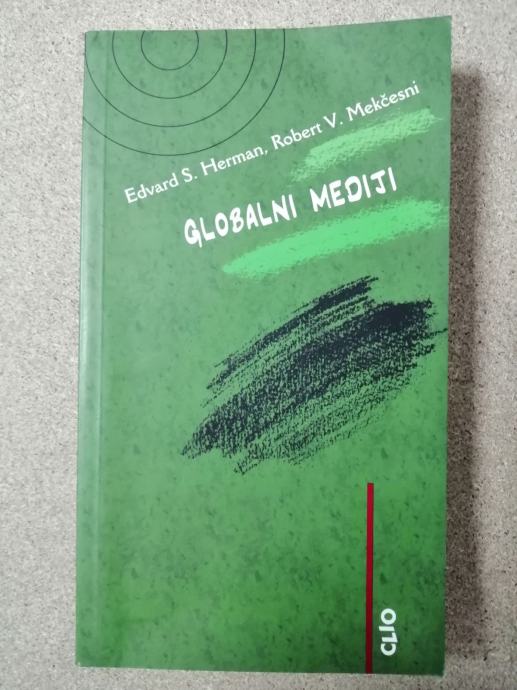 Edvard S. Herman, Robert V. Mekčesni
GLOBALNI MEDIJI
CLIO